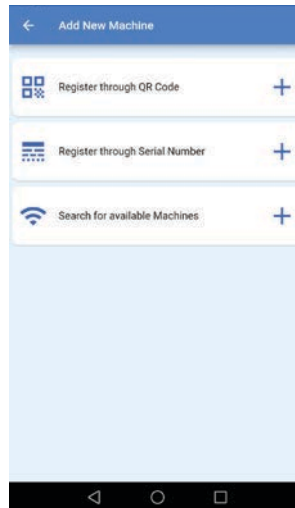 Add New Machine
Register through QR Code
Register through Serial Number
Search for available Machines